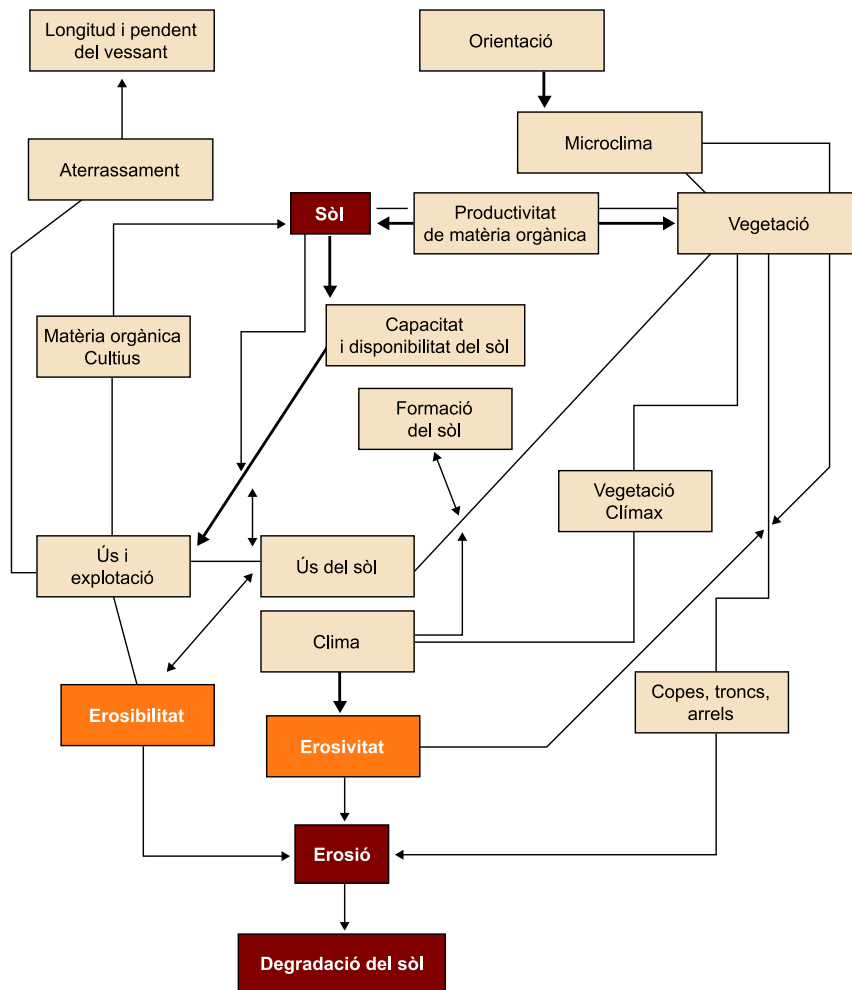 Longitud i pendent
del vessant
Orientació
Microclima
Aterrassament
Sòl
Productivitat
de matèria orgànica
Vegetació
Matèria orgànica
Cultius
Capacitat
i disponibilitat del sòl
Formació
del sòl
Vegetació
Clímax
Ús i
explotació
Ús del sòl
Clima
Copes, troncs,
arrels
Erosibilitat
Erosivitat
Erosió
Degradació del sòl